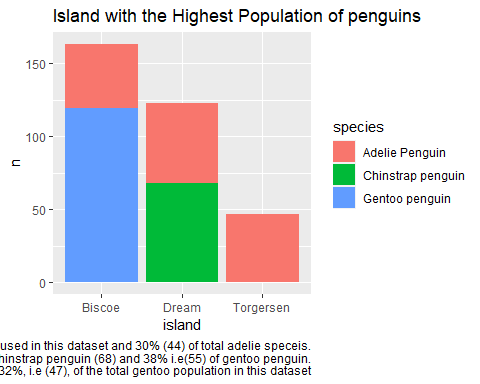 Island with the Highest Population of penguins
150
100
50
0
n
Biscoe
Dream
Torgersen
island
species
Adelie Penguin
Chinstrap penguin
Gentoo penguin
used in this dataset and 30% (44) of total adelie speceis.
hinstrap penguin (68) and 38% i.e(55) of gentoo penguin.
32%, i.e (47), of the total gentoo population in this dataset